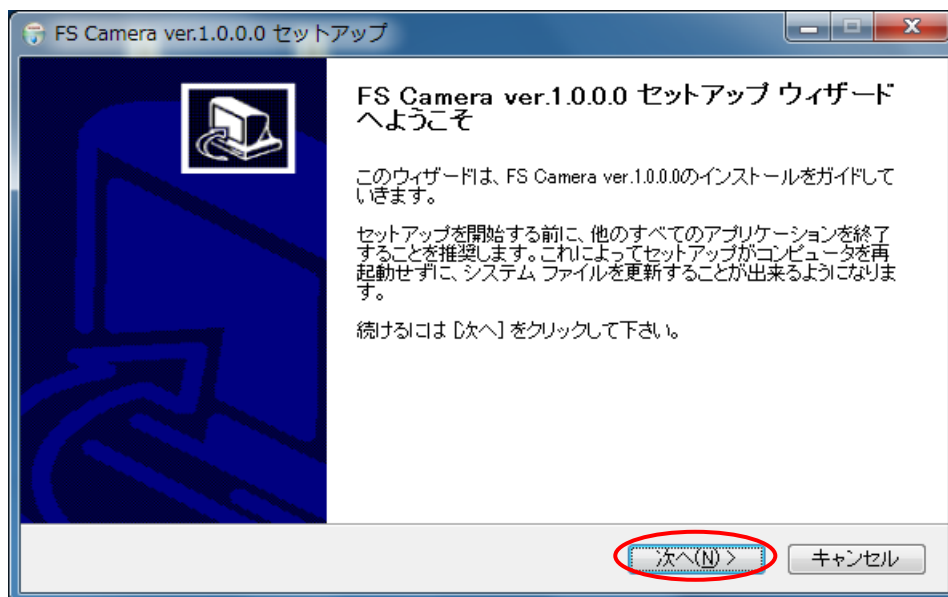 FS Camera ver.1.0.0.0 セットアップ
FS Camera ver.1.0.0.0 セットアップ ウィザード
へようこそ
このウィザードは、FS Camera ver.1.0.0.0のインストールをガイドして
いきます。
セットアップを開始する前に、他のすべてのアプリケーションを終了
することを推奨します。これによってセットアップがコンピュータを再
起動せずに、システム ファイルを更新することが出来るようになりま
す。
続けるには [次へ] をクリックして下さい。
次へ(N) >
キャンセル